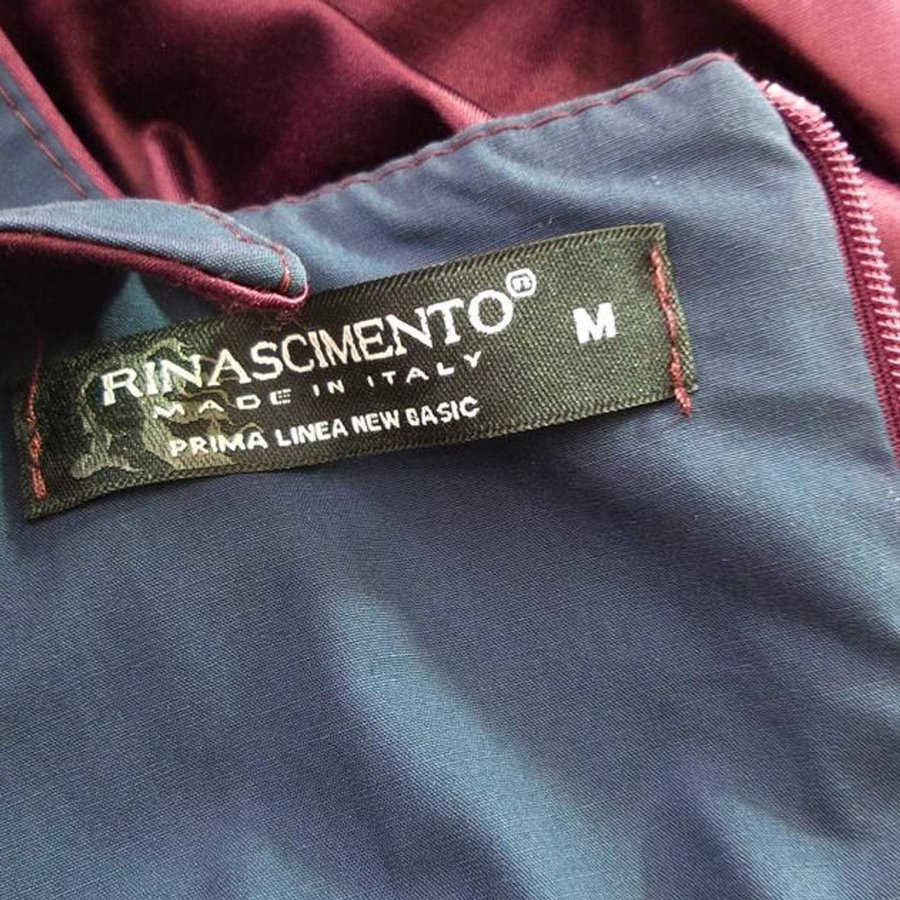 RINASCIMENTO® M
MADE IN ITALY
PRIMA LINEA NEW BASIC